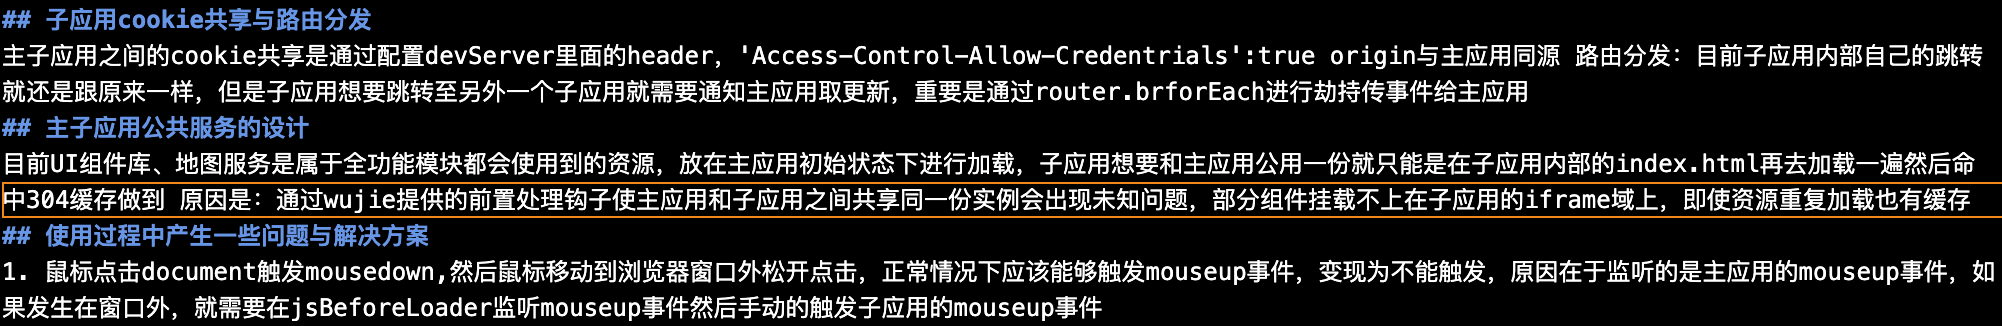 ## 子应用cookie共享与路由分发
主子应用之间的cookie共享是通过配置devServer里面的header，'Access-Control-Allow-Credentrials':true origin与主应用同源 路由分发：目前子应用内部自己的跳转
就还是跟原来一样，但是子应用想要跳转至另外一个子应用就需要通知主应用取更新，重要是通过router.brforEach进行劫持传事件给主应用
## 主子应用公共服务的设计
目前UI组件库、地图服务是属于全功能模块都会使用到的资源，放在主应用初始状态下进行加载，子应用想要和主应用公用一份就只能是在子应用内部的index.html再去加载一遍然后命
中304缓存做到 原因是：通过wujie提供的前置处理钩子使主应用和子应用之间共享同一份实例会出现未知问题，部分组件挂载不上在子应用的iframe域上，即使资源重复加载也有缓存
## 使用过程中产生一些问题与解决方案
1. 鼠标点击document触发mousedown,然后鼠标移动到浏览器窗口外松开点击，正常情况下应该能够触发mouseup事件，变现为不能触发，原因在于监听的是主应用的mouseup事件，如
果发生在窗口外，就需要在jsBeforeLoader监听mouseup事件然后手动的触发子应用的mouseup事件